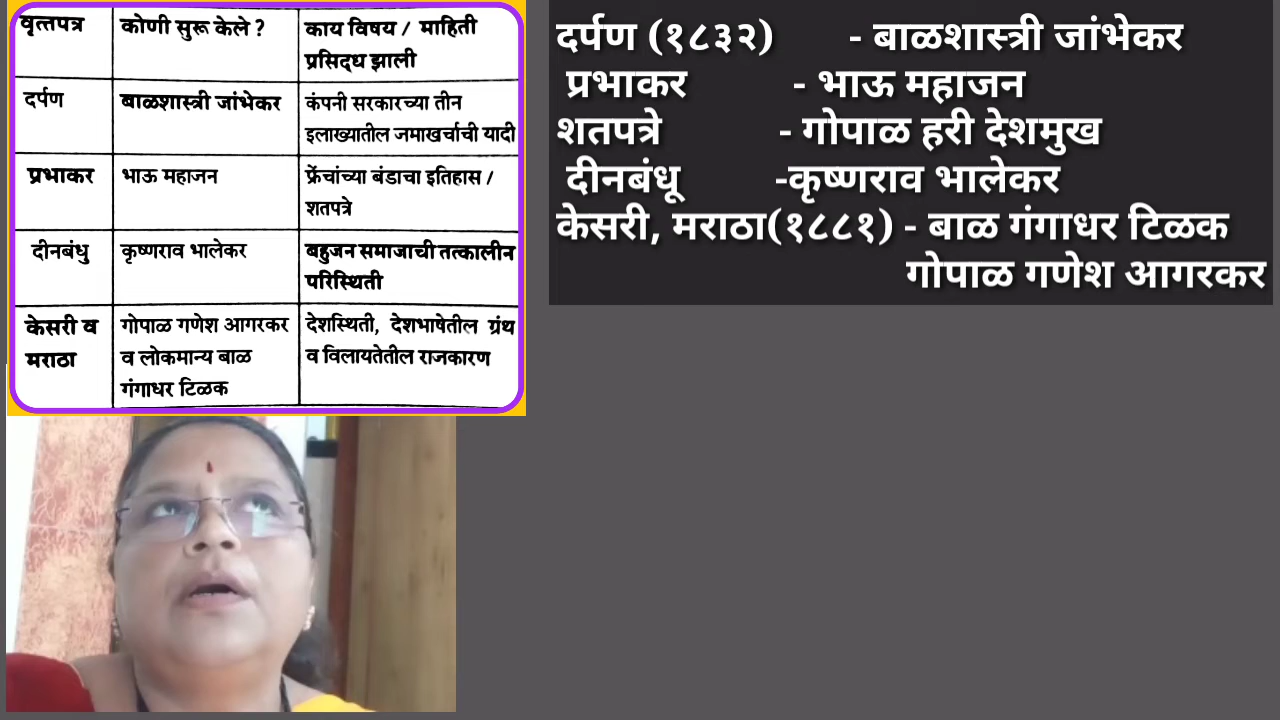 वृत्तपत्र कोणी सुरू केले ? काय विषय / माहिती
प्रसिद्ध झाली
दर्पण बाळशास्त्री जांभेकर कंपनी सरकारच्या तीन
इलाख्यातील जमाखर्चाची यादी
प्रभाकर भाऊ महाजन फ्रेंचांच्या बंडाचा इतिहास /
शतपत्रे
दीनबंधु कृष्णराव भालेकर बहुजन समाजाची तत्कालीन
परिस्थिती
केसरी व गोपाळ गणेश आगरकर देशस्थिती, देशभाषेतील ग्रंथ
मराठा व लोकमान्य बाळ व विलायतेतील राजकारण
गंगाधर टिळक
दर्पण (१८३२) - बाळशास्त्री जांभेकर
प्रभाकर - भाऊ महाजन
शतपत्रे - गोपाळ हरी देशमुख
दीनबंधू -कृष्णराव भालेकर
केसरी, मराठा(१८८१) - बाळ गंगाधर टिळक
गोपाळ गणेश आगरकर